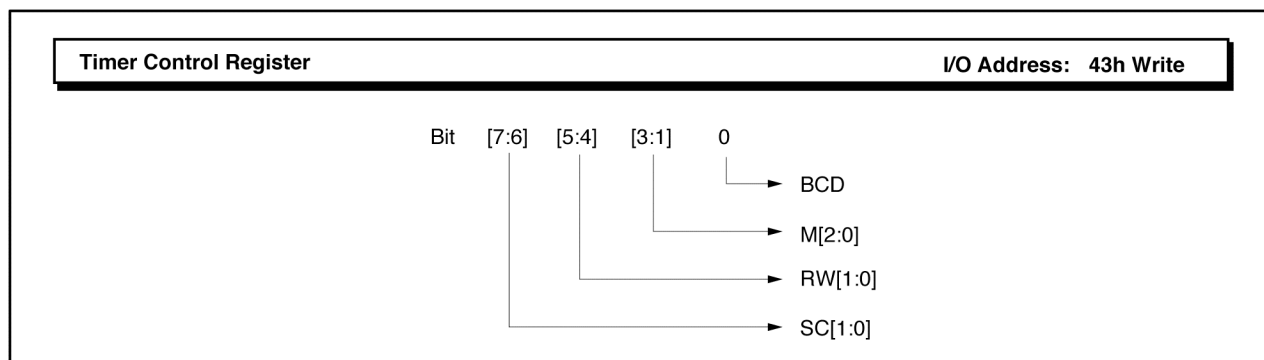 Timer Control Register I/O Address: 43h Write
Bit [7:6] [5:4] [3:1] 0
BCD
M[2:0]
RW[1:0]
SC[1:0]